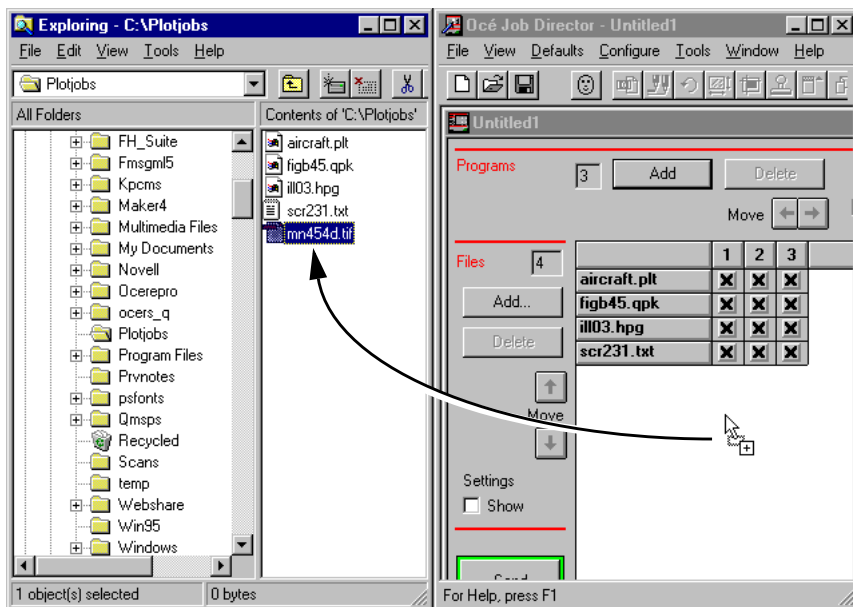 Exploring - C:\Plotjobs
File Edit View Tools Help
Plotjobs
All Folders
Contents of 'C:\Plotjobs'
FH_Suite
Fmsgml5
Kpcms
Maker4
Multimedia Files
My Documents
Novell
Ocerepro
ocers_q
Plotjobs
Program Files
Prvnotes
psfonts
Qmsps
Recycled
Scans
temp
Webshare
Win95
Windows
aircraft.plt
figb45.qpk
ill03.hpg
scr231.txt
mn454d.tif
1 object(s) selected
0 bytes
Océ Job Director - Untitled1
File View Defaults Configure Tools Window Help
Untitled1
Programs
3
Add
Delete
Move
Files
4
Add...
Delete
Move
1 2 3
aircraft.plt
figb45.qpk
ill03.hpg
scr231.txt
Settings
Show
Send
For Help, press F1